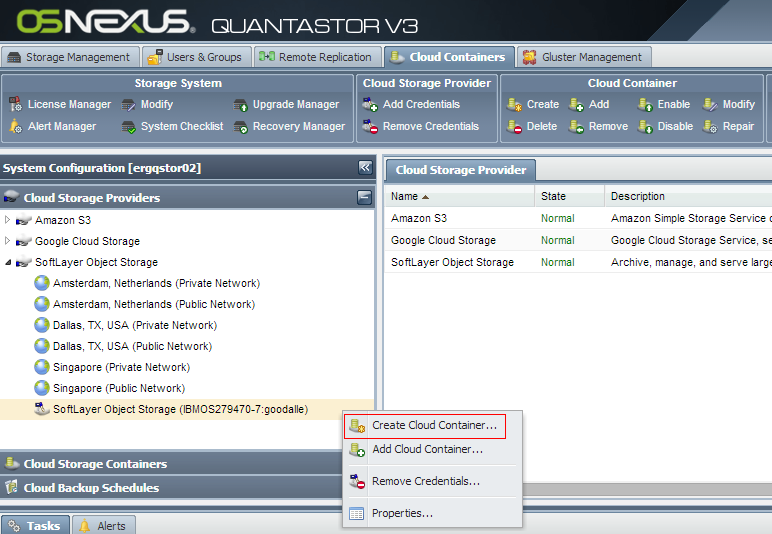 OSNEXUS. QUANTASTOR V3
Storage Management Users & Groups Remote Replication Cloud Containers Gluster Management
Storage System Cloud Storage Provider Cloud Container
License Manager Modify Upgrade Manager Add Credentials Create Add Enable Modify
Alert Manager System Checklist Recovery Manager Remove Credentials Delete Remove Disable Repair
System Configuration [ergqstor02]
Cloud Storage Provider
Cloud Storage Providers
Name State Description
Amazon S3
Amazon S3 Normal Amazon Simple Storage Service
Google Cloud Storage
Google Cloud Storage Normal Google Cloud Storage Service, se
SoftLayer Object Storage
SoftLayer Object Storage Normal Archive, manage, and serve large
Amsterdam, Netherlands (Private Network)
Amsterdam, Netherlands (Public Network)
Dallas, TX, USA (Private Network)
Dallas, TX, USA (Public Network)
Singapore (Private Network)
Singapore (Public Network)
SoftLayer Object Storage (IBMOS279470-7:goodalle)
Create Cloud Container...
Add Cloud Container...
Remove Credentials...
Properties...
Cloud Storage Containers
Cloud Backup Schedules
Tasks Alerts